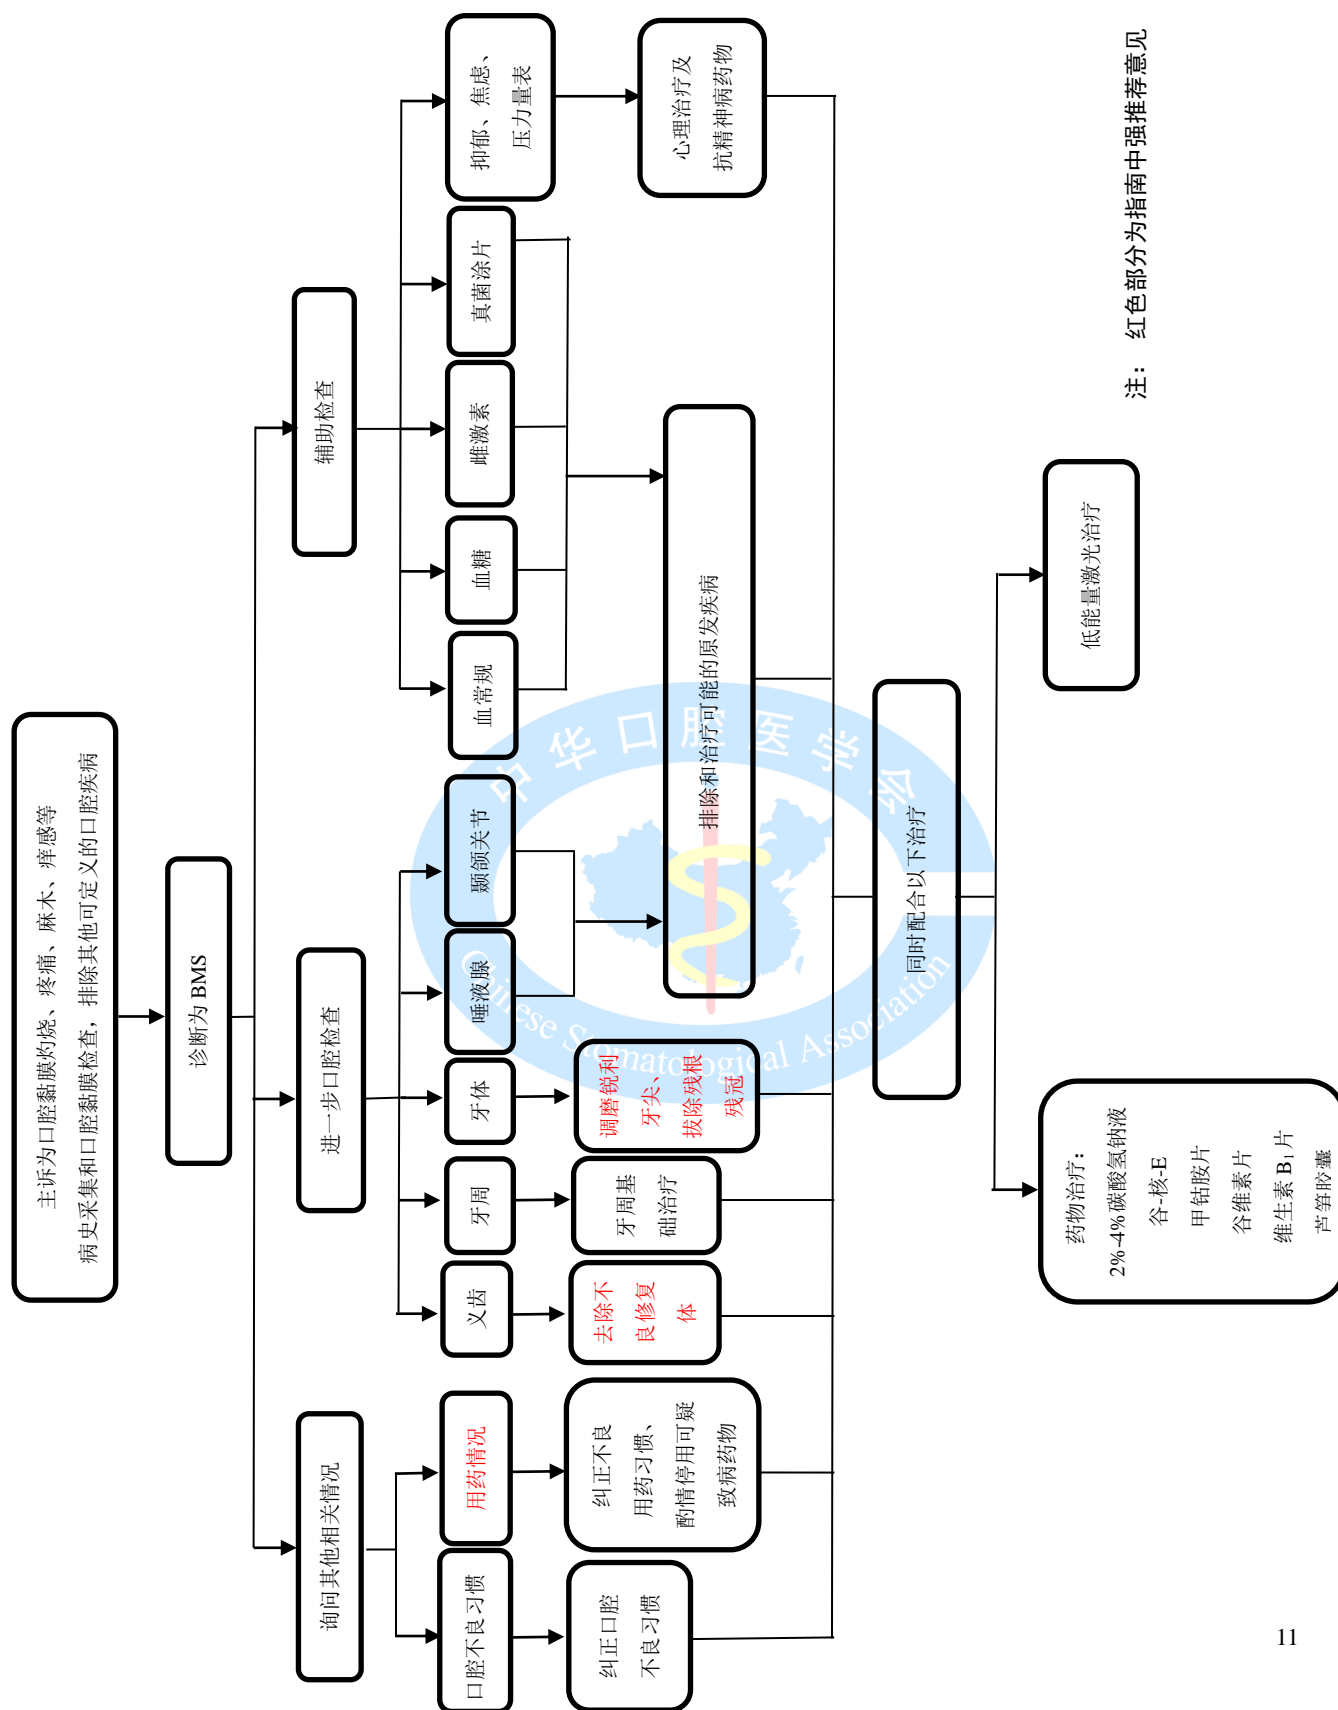 主诉为口腔黏膜灼烧、疼痛、麻木、痒感等
病史采集和口腔黏膜检查，排除其他可定义的口腔疾病
诊断为 BMS
询问其他相关情况
进一步口腔检查
辅助检查
口腔不良习惯
用药情况
义齿
牙周
牙体
唾液腺
颞颌关节
血常规
血糖
雌激素
真菌涂片
抑郁、焦虑、
压力量表
纠正口腔
不良习惯
纠正不良
用药习惯、
酌情停用可疑
致病药物
去除不
良修复
体
牙周基
础治疗
调磨锐利
牙尖、
拔除残根
残冠
排除和治疗可能的原发疾病
心理治疗及
抗精神病药物
同时配合以下治疗
药物治疗：
2%-4%碳酸氢钠液
谷-核-E
甲钴胺片
谷维素片
维生素 B₁ 片
芦笋胶囊
低能量激光治疗
注： 红色部分为指南中强推荐意见
中华口腔医学会
Chinese Stomatological Association
11